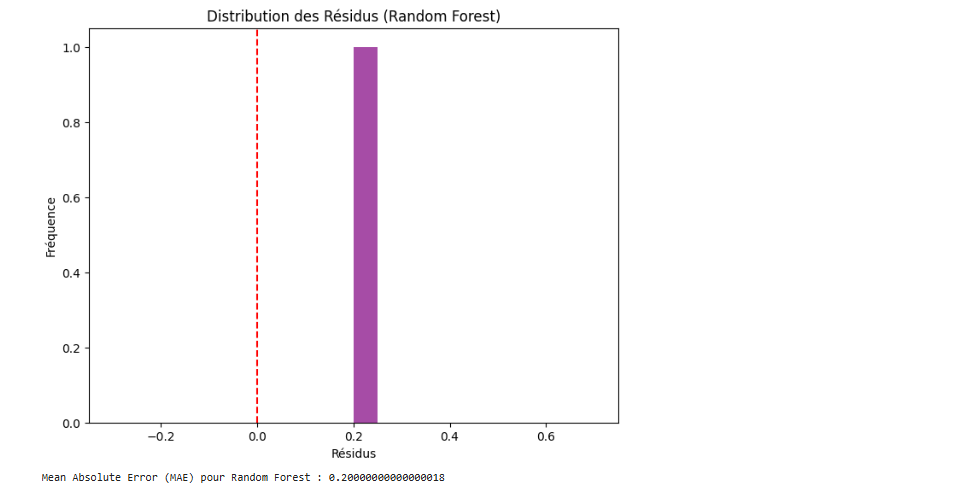 Distribution des Résidus (Random Forest)
1.0
0.8
0.6
0.4
0.2
0.0
Fréquence
−0.2 0.0 0.2 0.4 0.6
Résidus
Mean Absolute Error (MAE) pour Random Forest : 0.20000000000000018